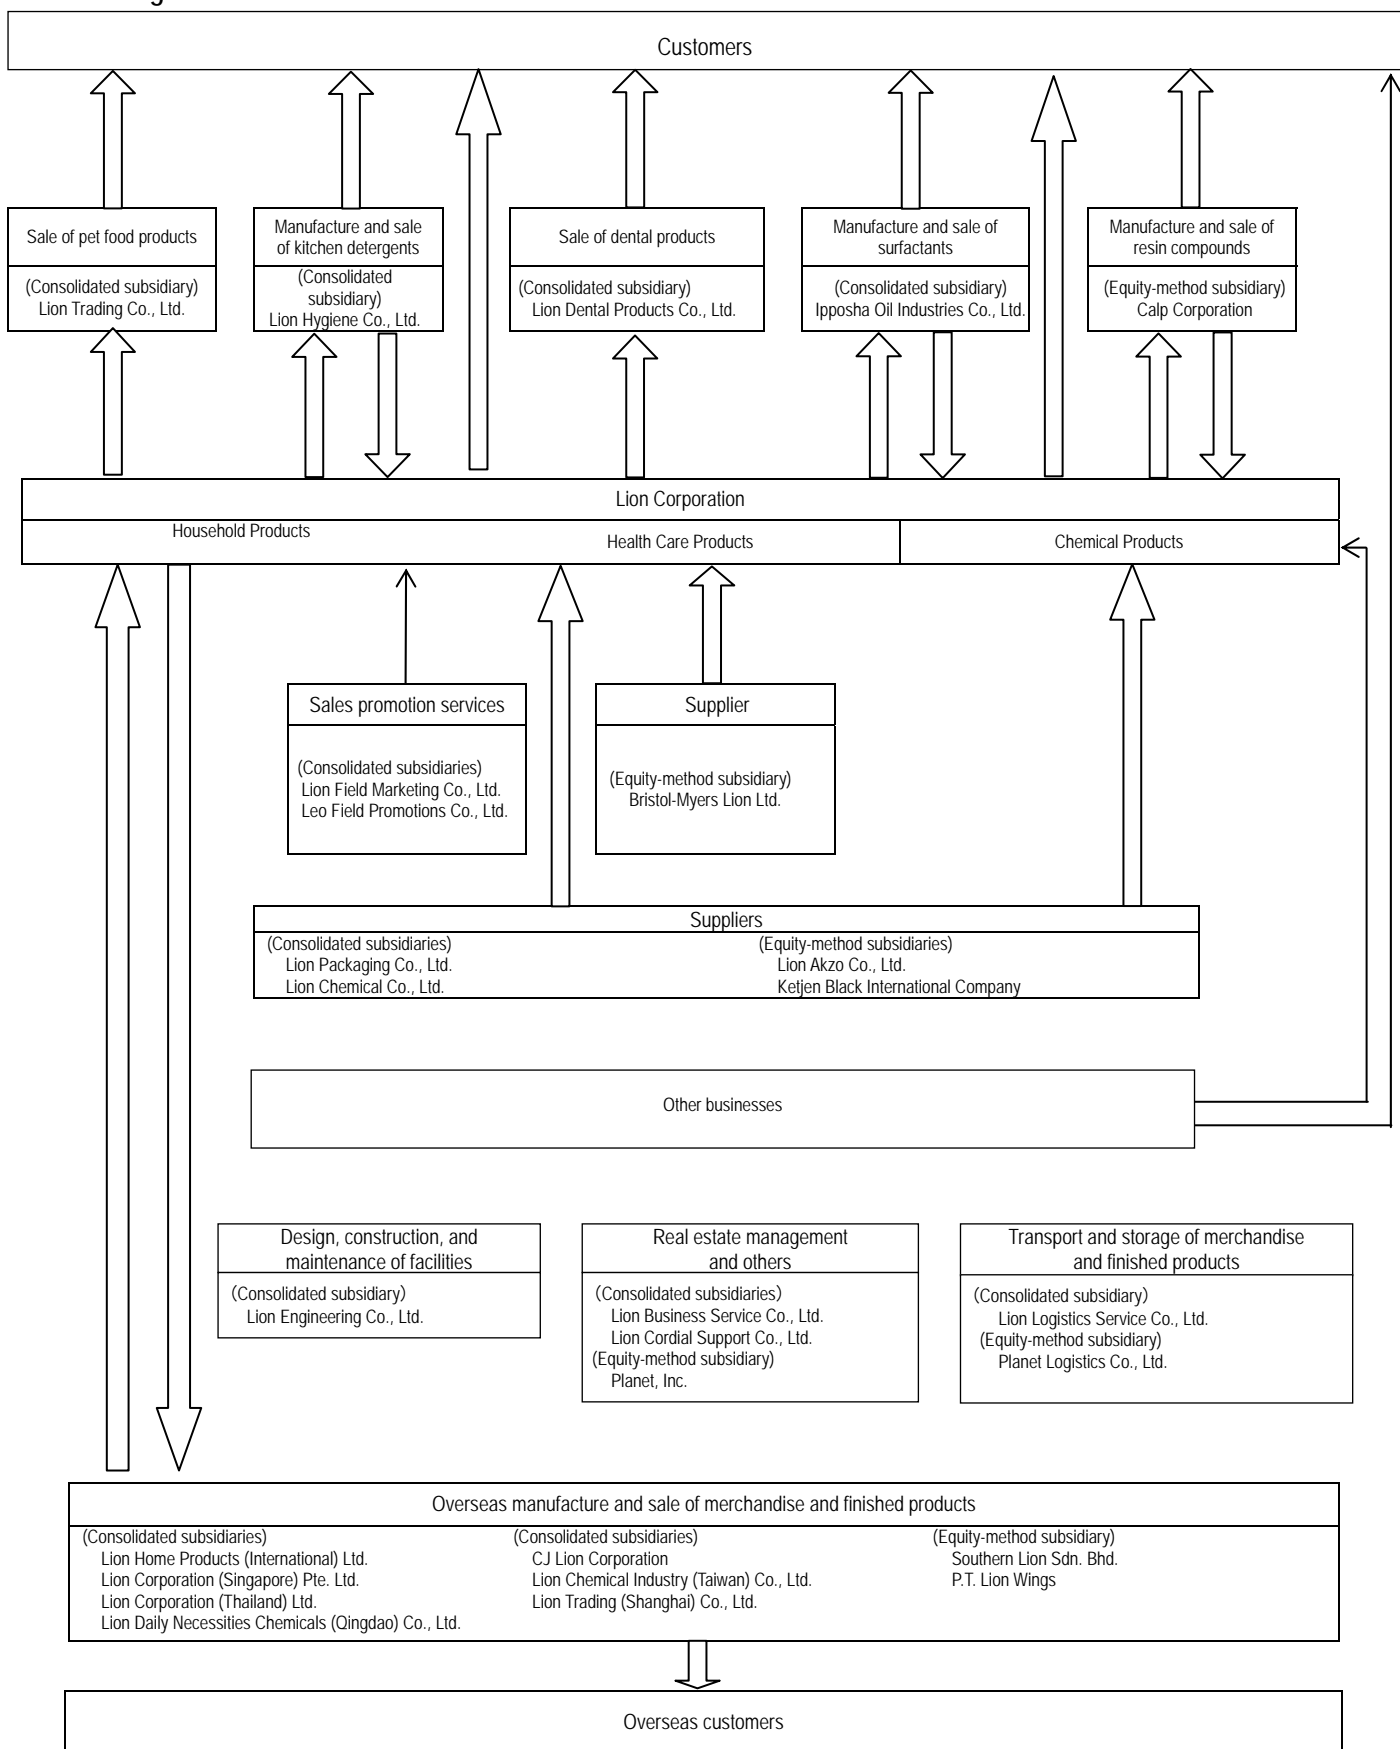 Customers
Sale of pet food products
(Consolidated subsidiary)
Lion Trading Co., Ltd.
Manufacture and sale
of kitchen detergents
(Consolidated
subsidiary)
Lion Hygiene Co., Ltd.
Sale of dental products
(Consolidated subsidiary)
Lion Dental Products Co., Ltd.
Manufacture and sale of
surfactants
(Consolidated subsidiary)
Ipposha Oil Industries Co., Ltd.
Manufacture and sale of
resin compounds
(Equity-method subsidiary)
Calp Corporation
Lion Corporation
Household Products
Health Care Products
Chemical Products
Sales promotion services
(Consolidated subsidiaries)
Lion Field Marketing Co., Ltd.
Leo Field Promotions Co., Ltd.
Supplier
(Equity-method subsidiary)
Bristol-Myers Lion Ltd.
Suppliers
(Consolidated subsidiaries)
Lion Packaging Co., Ltd.
Lion Chemical Co., Ltd.
(Equity-method subsidiaries)
Lion Akzo Co., Ltd.
Ketjen Black International Company
Other businesses
Design, construction, and
maintenance of facilities
(Consolidated subsidiary)
Lion Engineering Co., Ltd.
Real estate management
and others
(Consolidated subsidiaries)
Lion Business Service Co., Ltd.
Lion Cordial Support Co., Ltd.
(Equity-method subsidiary)
Planet, Inc.
Transport and storage of merchandise
and finished products
(Consolidated subsidiary)
Lion Logistics Service Co., Ltd.
(Equity-method subsidiary)
Planet Logistics Co., Ltd.
Overseas manufacture and sale of merchandise and finished products
(Consolidated subsidiaries)
Lion Home Products (International) Ltd.
Lion Corporation (Singapore) Pte. Ltd.
Lion Corporation (Thailand) Ltd.
Lion Daily Necessities Chemicals (Qingdao) Co., Ltd.
(Consolidated subsidiaries)
CJ Lion Corporation
Lion Chemical Industry (Taiwan) Co., Ltd.
Lion Trading (Shanghai) Co., Ltd.
(Equity-method subsidiary)
Southern Lion Sdn. Bhd.
P.T. Lion Wings
Overseas customers